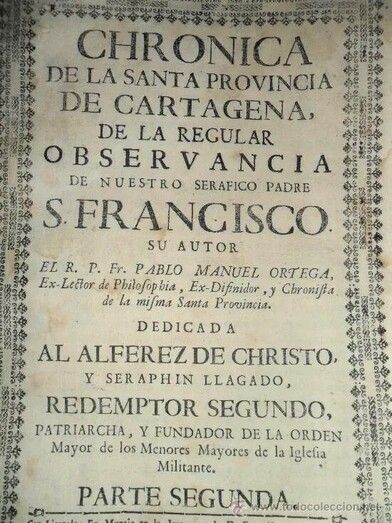 CHRONICA
DE LA SANTA PROVINCIA
DE CARTAGENA,
DE LA REGULAR
OBSERVANCIA
DE NUESTRO SERAFICO PADRE
S. FRANCISCO.
SU AUTOR
EL R. P. Fr. PABLO MANUEL ORTEGA,
Ex-Lector de Philosophia, Ex-Difinidor, y Chroniſta
de la miſma Santa Provincia.
DEDICADA
AL ALFEREZ DE CHRISTO,
Y SERAPHIN LLAGADO,
REDEMPTOR SEGUNDO,
PATRIARCHA, Y FUNDADOR DE LA ORDEN
Mayor de los Menores Mayores de la Igleſia
Militante.
PARTE SEGUNDA
www.todocoleccion.net